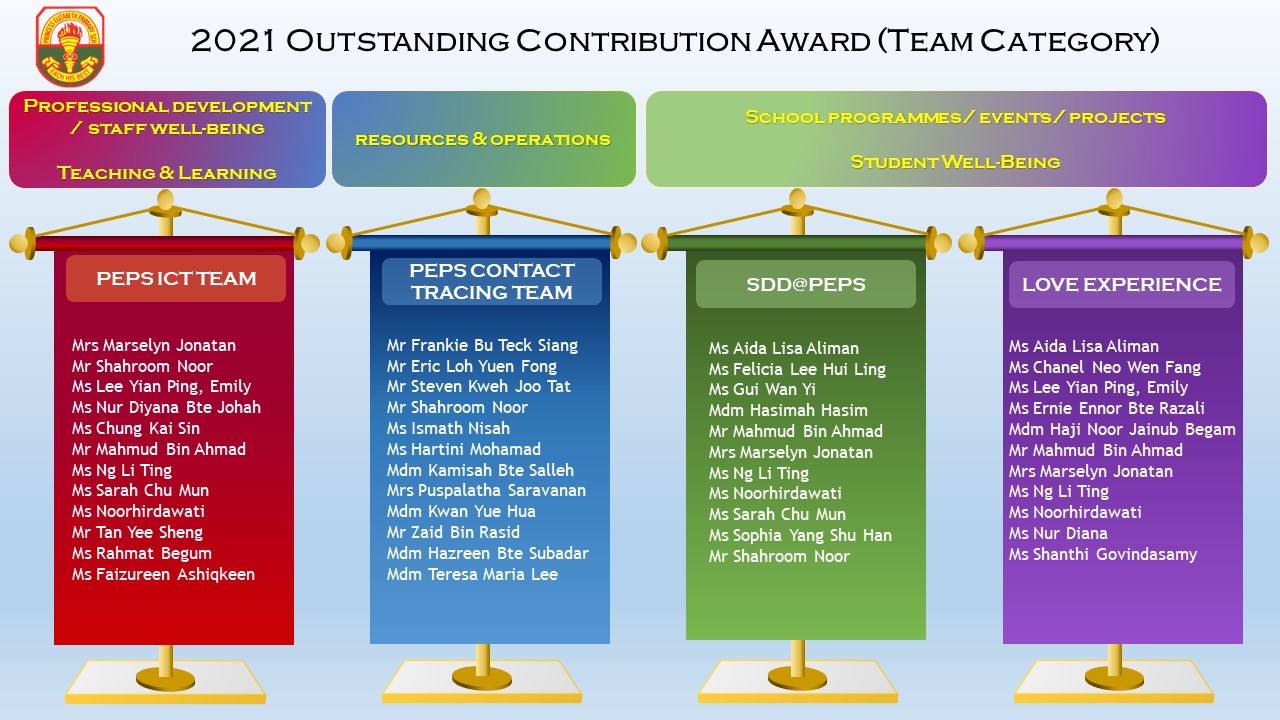 PRINCESS ELIZABETH PRIMARY SCH
EACH HIS BEST
2021 Outstanding Contribution Award (Team Category)
Professional development
/ staff well-being
Teaching & Learning
resources & operations
School programmes/ events/ projects
Student Well-Being
PEPS ICT TEAM
Mrs Marselyn Jonatan
Mr Shahroom Noor
Ms Lee Yian Ping, Emily
Ms Nur Diyana Bte Johah
Ms Chung Kai Sin
Mr Mahmud Bin Ahmad
Ms Ng Li Ting
Ms Sarah Chu Mun
Ms Noorhirdawati
Mr Tan Yee Sheng
Ms Rahmat Begum
Ms Faizureen Ashiqkeen
PEPS CONTACT
TRACING TEAM
Mr Frankie Bu Teck Siang
Mr Eric Loh Yuen Fong
Mr Steven Kweh Joo Tat
Mr Shahroom Noor
Ms Ismath Nisah
Ms Hartini Mohamad
Mdm Kamisah Bte Salleh
Mrs Puspalatha Saravanan
Mdm Kwan Yue Hua
Mr Zaid Bin Rasid
Mdm Hazreen Bte Subadar
Mdm Teresa Maria Lee
SDD@PEPS
Ms Aida Lisa Aliman
Ms Felicia Lee Hui Ling
Ms Gui Wan Yi
Mdm Hasimah Hasim
Mr Mahmud Bin Ahmad
Mrs Marselyn Jonatan
Ms Ng Li Ting
Ms Noorhirdawati
Ms Sarah Chu Mun
Ms Sophia Yang Shu Han
Mr Shahroom Noor
LOVE EXPERIENCE
Ms Aida Lisa Aliman
Ms Chanel Neo Wen Fang
Ms Lee Yian Ping, Emily
Ms Ernie Ennor Bte Razali
Mdm Haji Noor Jainub Begam
Mr Mahmud Bin Ahmad
Mrs Marselyn Jonatan
Ms Ng Li Ting
Ms Noorhirdawati
Ms Nur Diana
Ms Shanthi Govindasamy